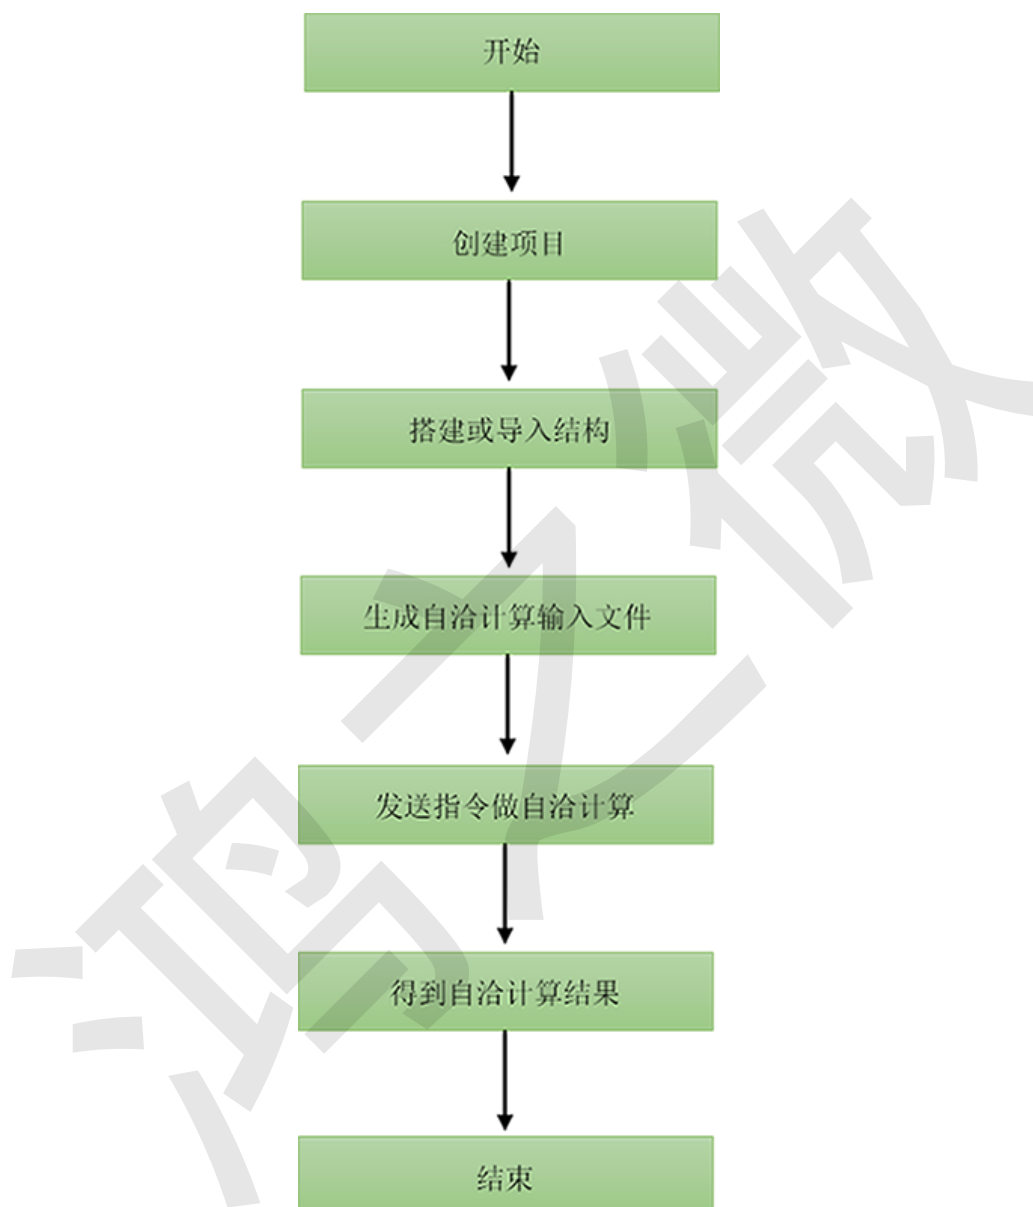 开始
创建项目
搭建或导入结构
生成自洽计算输入文件
发送指令做自洽计算
得到自洽计算结果
结束
鸿之微